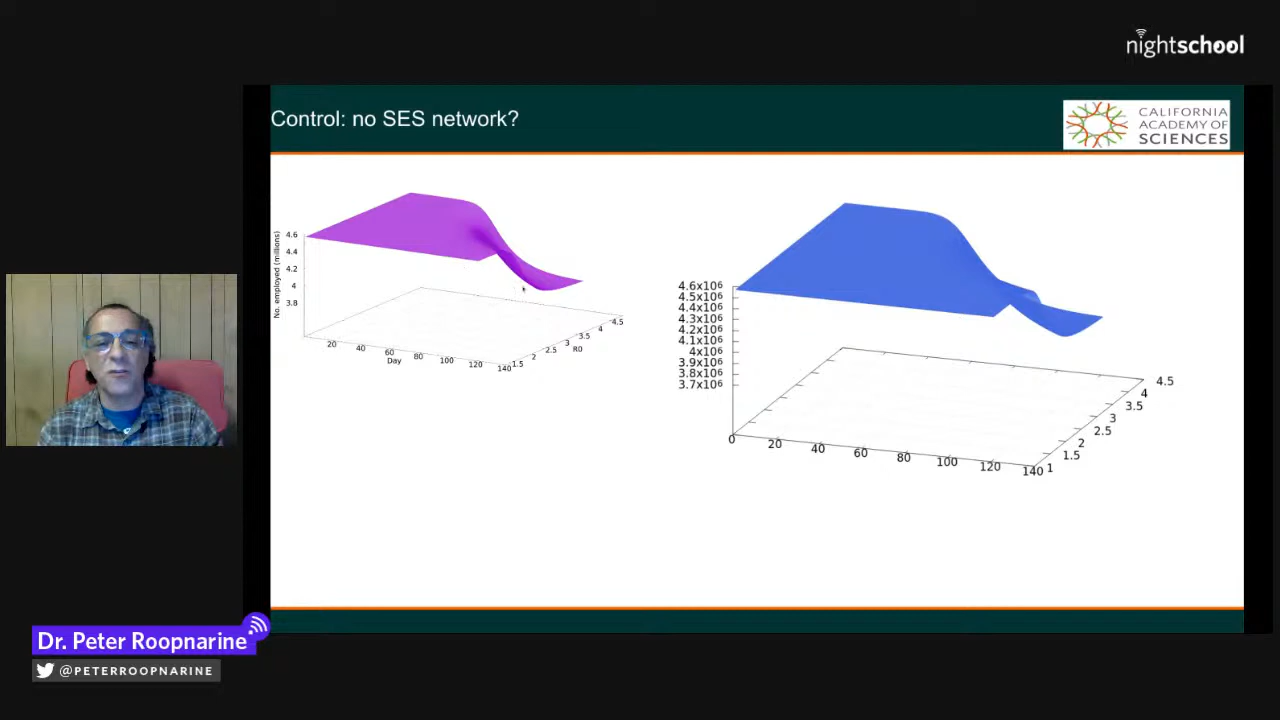 nightschool
Control: no SES network?
CALIFORNIA
ACADEMY OF
SCIENCES
No. employed (millions)
4.6
4.4
4.2
4
3.8
20
40
60
80
100
120
140
Day
1.5
2
2.5
3
3.5
4
4.5
R0
4.6x10⁶
4.5x10⁶
4.4x10⁶
4.3x10⁶
4.2x10⁶
4.1x10⁶
4x10⁶
3.9x10⁶
3.8x10⁶
3.7x10⁶
0
20
40
60
80
100
120
140
1
1.5
2
2.5
3
3.5
4
4.5
Dr. Peter Roopnarine
@PETERROOPNARINE